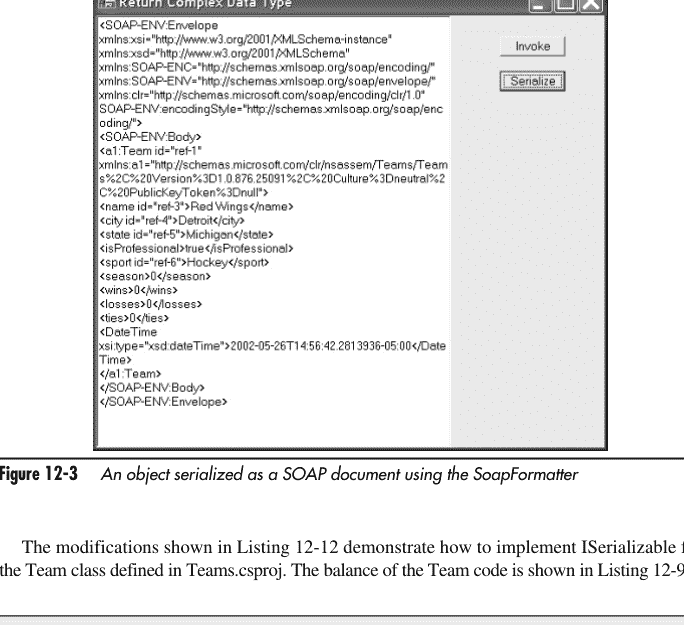 Return Complex Data Type
<SOAP-ENV:Envelope
xmlns:xsi="http://www.w3.org/2001/XMLSchema-instance"
xmlns:xsd="http://www.w3.org/2001/XMLSchema"
xmlns:SOAP-ENC="http://schemas.xmlsoap.org/soap/encoding/"
xmlns:SOAP-ENV="http://schemas.xmlsoap.org/soap/envelope/"
xmlns:clr="http://schemas.microsoft.com/soap/encoding/clr/1.0"
SOAP-ENV:encodingStyle="http://schemas.xmlsoap.org/soap/enc
oding/">
<SOAP-ENV:Body>
<a1:Team id="ref-1"
xmlns:a1="http://schemas.microsoft.com/clr/nsassem/Teams/Team
s%2C%20Version%3D1.0.876.25091%2C%20Culture%3Dneutral%2
C%20PublicKeyToken%3Dnull">
<name id="ref-3">Red Wings</name>
<city id="ref-4">Detroit</city>
<state id="ref-5">Michigan</state>
<isProfessional>true</isProfessional>
<sport id="ref-6">Hockey</sport>
<season>0</season>
<wins>0</wins>
<losses>0</losses>
<ties>0</ties>
<DateTime
xsi:type="xsd:dateTime">2002-05-26T14:56:42.2813936-05:00</Date
Time>
</a1:Team>
</SOAP-ENV:Body>
</SOAP-ENV:Envelope>
Invoke
Serialize
Figure 12-3 An object serialized as a SOAP document using the SoapFormatter
The modifications shown in Listing 12-12 demonstrate how to implement ISerializable f
the Team class defined in Teams.csproj. The balance of the Team code is shown in Listing 12-9